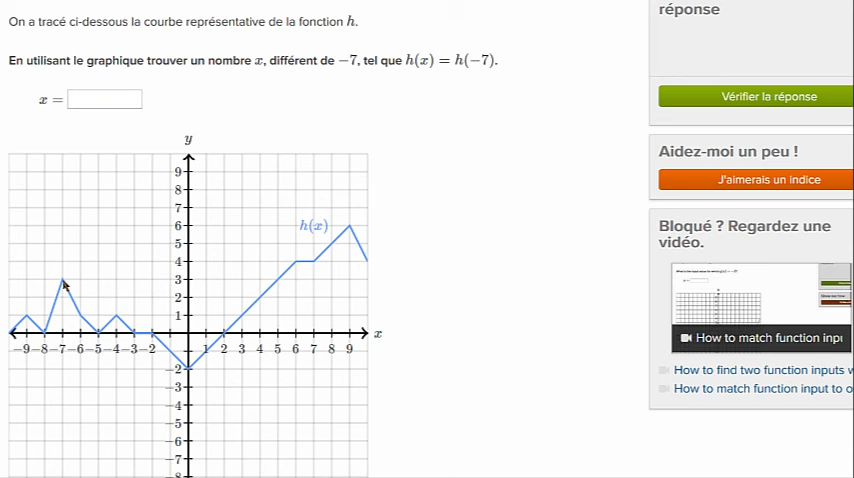 On a tracé ci-dessous la courbe représentative de la fonction h.
réponse
En utilisant le graphique trouver un nombre x, différent de −7, tel que h(x) = h(−7).
x =
Vérifier la réponse
Aidez-moi un peu !
J'aimerais un indice
Bloqué ? Regardez une
vidéo.
How to match function inpu
How to find two function inputs v
How to match function input to o
y
9
8
7
6
h(x)
5
4
3
2
1
x
−9 −8 −7 −6 −5 −4 −3 −2 1 2 3 4 5 6 7 8 9
−2
−3
−4
−5
−6
−7
−8